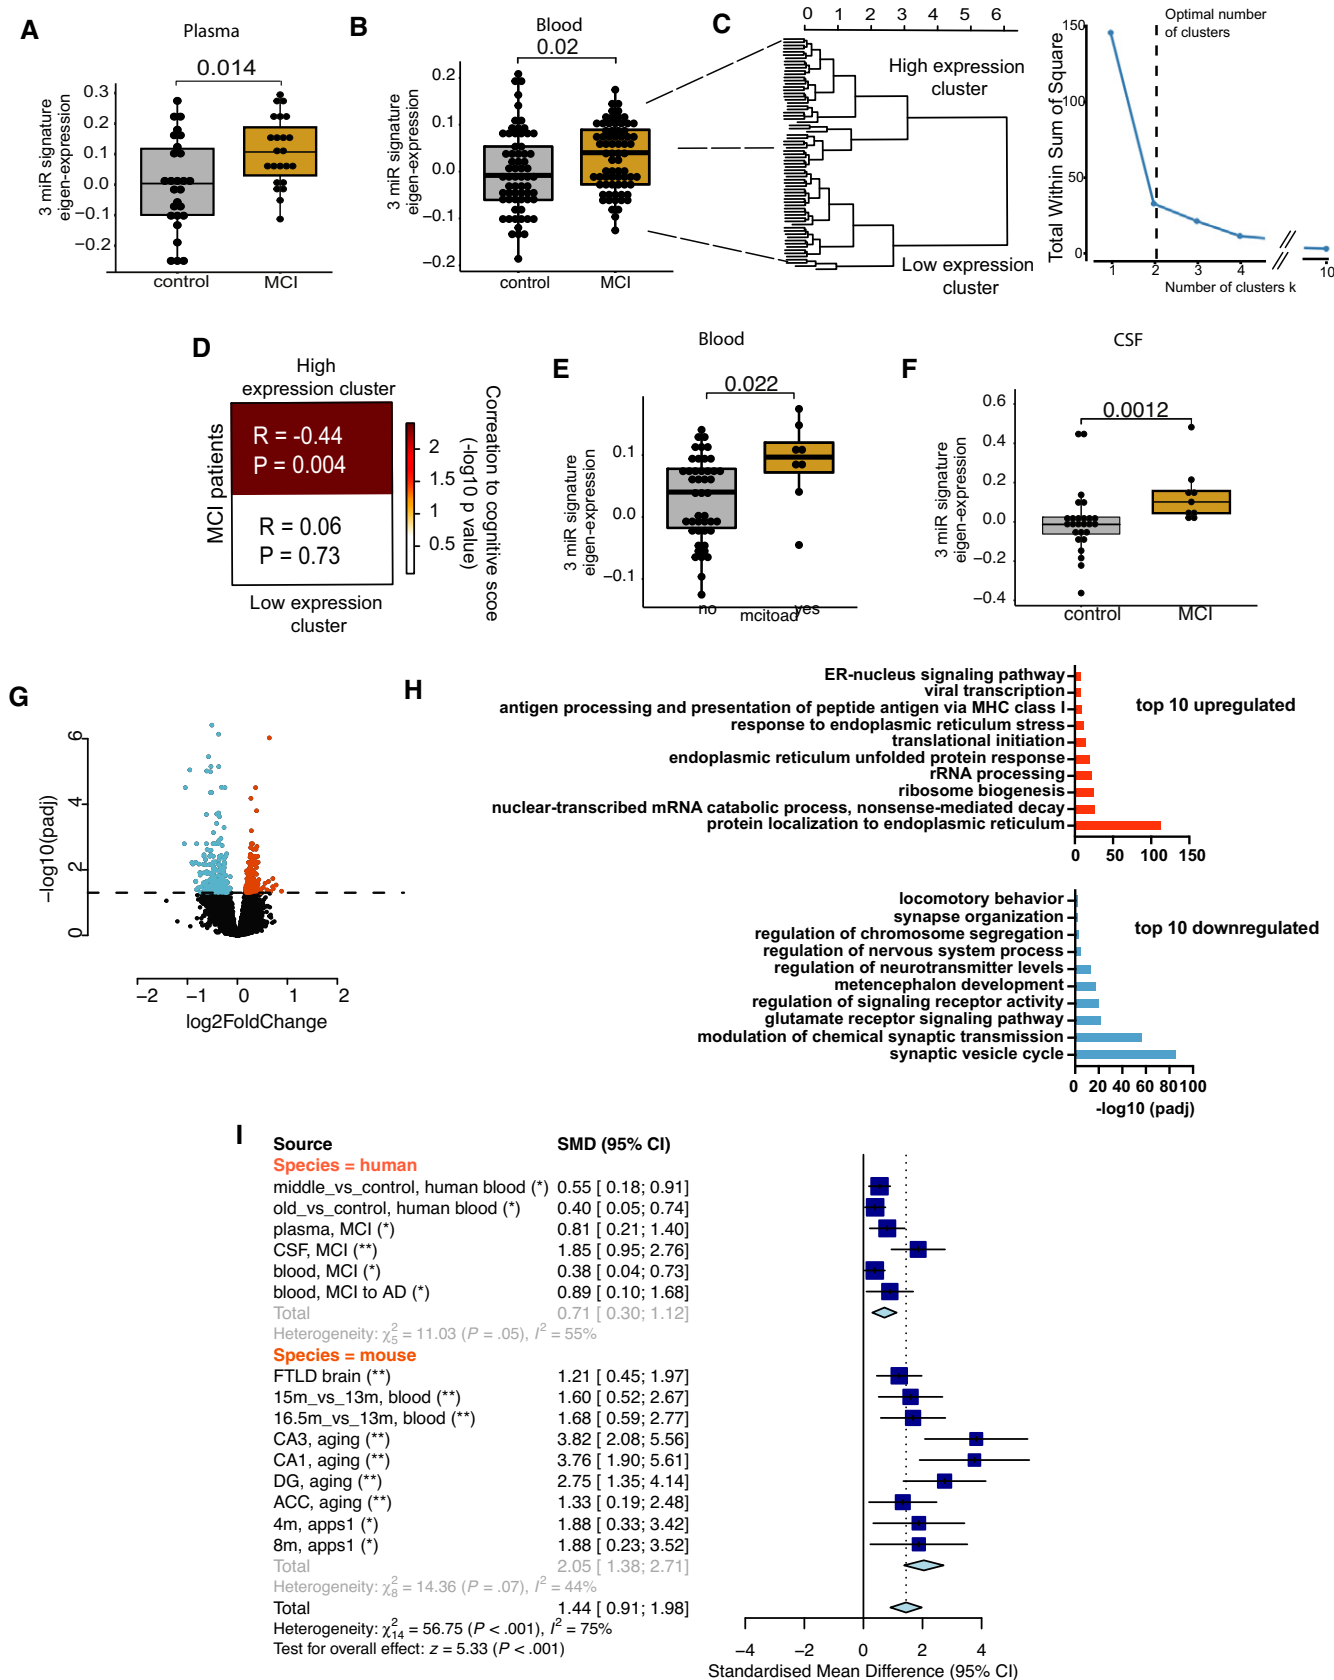 A
Plasma
0.014
3 miR signature
eigen-expression
0.3
0.2
0.1
0.0
−0.1
−0.2
control
MCI
B
Blood
0.02
3 miR signature
eigen-expression
0.2
0.1
0.0
−0.1
−0.2
control
MCI
C
0 1 2 3 4 5 6
High expression
cluster
Low expression
cluster
Optimal number
of clusters
Total Within Sum of Square
150
100
50
0
1 2 3 4 10
Number of clusters k
D
High
expression cluster
MCI patients
R = -0.44
P = 0.004
R = 0.06
P = 0.73
Low expression
cluster
2
1.5
1
0.5
Correation to cognitive scoe
(-log10 p value)
E
Blood
0.022
3 miR signature
eigen-expression
0.1
0.0
−0.1
no
yes
mcitoad
F
CSF
0.0012
3 miR signature
eigen-expression
0.6
0.4
0.2
0.0
−0.2
−0.4
control
MCI
G
−log10(padj)
6
4
2
0
−2 −1 0 1 2
log2FoldChange
H
ER-nucleus signaling pathway
viral transcription
antigen processing and presentation of peptide antigen via MHC class I
response to endoplasmic reticulum stress
translational initiation
endoplasmic reticulum unfolded protein response
rRNA processing
ribosome biogenesis
nuclear-transcribed mRNA catabolic process, nonsense-mediated decay
protein localization to endoplasmic reticulum
top 10 upregulated
0 50 100 150
locomotory behavior
synapse organization
regulation of chromosome segregation
regulation of nervous system process
regulation of neurotransmitter levels
metencephalon development
regulation of signaling receptor activity
glutamate receptor signaling pathway
modulation of chemical synaptic transmission
synaptic vesicle cycle
top 10 downregulated
0 20 40 60 80 100
-log10 (padj)
I
Source SMD (95% CI)
Species = human
middle_vs_control, human blood (*) 0.55 [ 0.18; 0.91]
old_vs_control, human blood (*) 0.40 [ 0.05; 0.74]
plasma, MCI (*) 0.81 [ 0.21; 1.40]
CSF, MCI (**) 1.85 [ 0.95; 2.76]
blood, MCI (*) 0.38 [ 0.04; 0.73]
blood, MCI to AD (*) 0.89 [ 0.10; 1.68]
Total 0.71 [ 0.30; 1.12]
Heterogeneity: χ²₅ = 11.03 (P = .05), I² = 55%
Species = mouse
FTLD brain (**) 1.21 [ 0.45; 1.97]
15m_vs_13m, blood (**) 1.60 [ 0.52; 2.67]
16.5m_vs_13m, blood (**) 1.68 [ 0.59; 2.77]
CA3, aging (**) 3.82 [ 2.08; 5.56]
CA1, aging (**) 3.76 [ 1.90; 5.61]
DG, aging (**) 2.75 [ 1.35; 4.14]
ACC, aging (**) 1.33 [ 0.19; 2.48]
4m, apps1 (*) 1.88 [ 0.33; 3.42]
8m, apps1 (*) 1.88 [ 0.23; 3.52]
Total 2.05 [ 1.38; 2.71]
Heterogeneity: χ²₈ = 14.36 (P = .07), I² = 44%
Total 1.44 [ 0.91; 1.98]
Heterogeneity: χ²₁₄ = 56.75 (P < .001), I² = 75%
Test for overall effect: z = 5.33 (P < .001)
−4 −2 0 2 4
Standardised Mean Difference (95% CI)